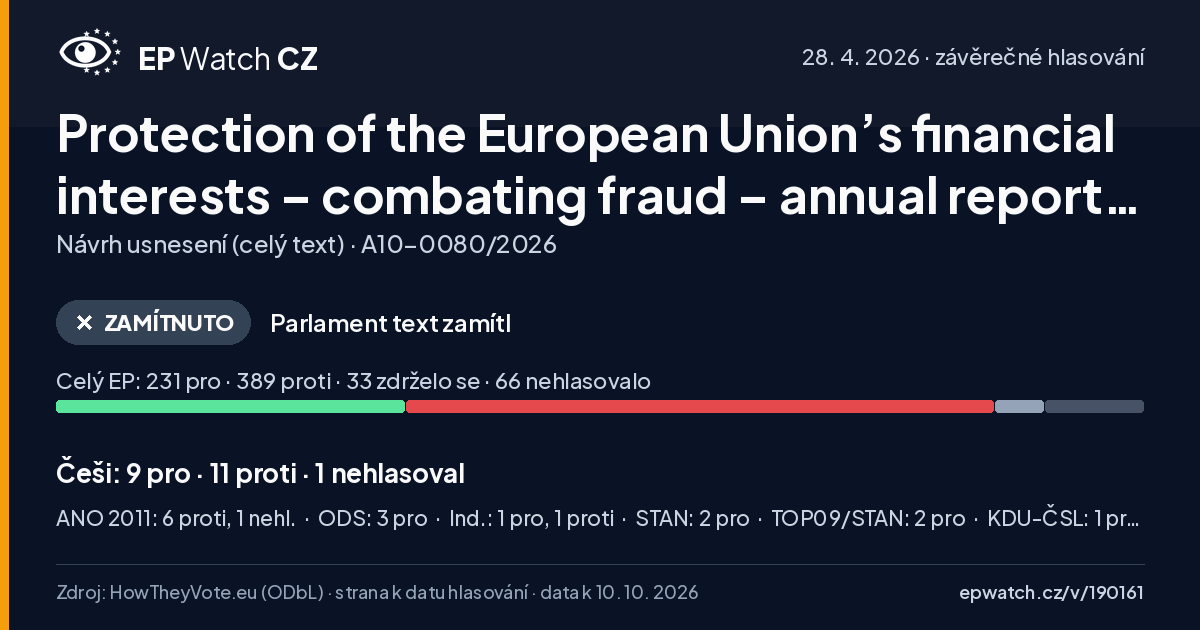 EP Watch CZ
28. 4. 2026 · závěrečné hlasování
Protection of the European Union’s financial
interests – combating fraud – annual report…
Návrh usnesení (celý text) · A10-0080/2026
✕ ZAMÍTNUTO
Parlament text zamítl
Celý EP: 231 pro · 389 proti · 33 zdrželo se · 66 nehlasovalo
Češi: 9 pro · 11 proti · 1 nehlasoval
ANO 2011: 6 proti, 1 nehl. · ODS: 3 pro · Ind.: 1 pro, 1 proti · STAN: 2 pro · TOP09/STAN: 2 pro · KDU-ČSL: 1 pr…
Zdroj: HowTheyVote.eu (ODbL) · strana k datu hlasování · data k 10. 10. 2026
epwatch.cz/v/190161